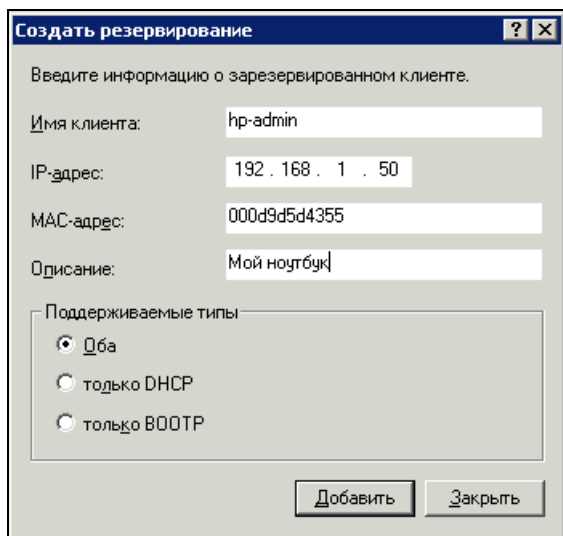 Создать резервирование
Введите информацию о зарезервированном клиенте.
Имя клиента: hp-admin
IP-адрес: 192 . 168 . 1 . 50
MAC-адрес: 000d9d5d4355
Описание: Мой ноутбук
Поддерживаемые типы
Оба
только DHCP
только BOOTP
Добавить Закрыть